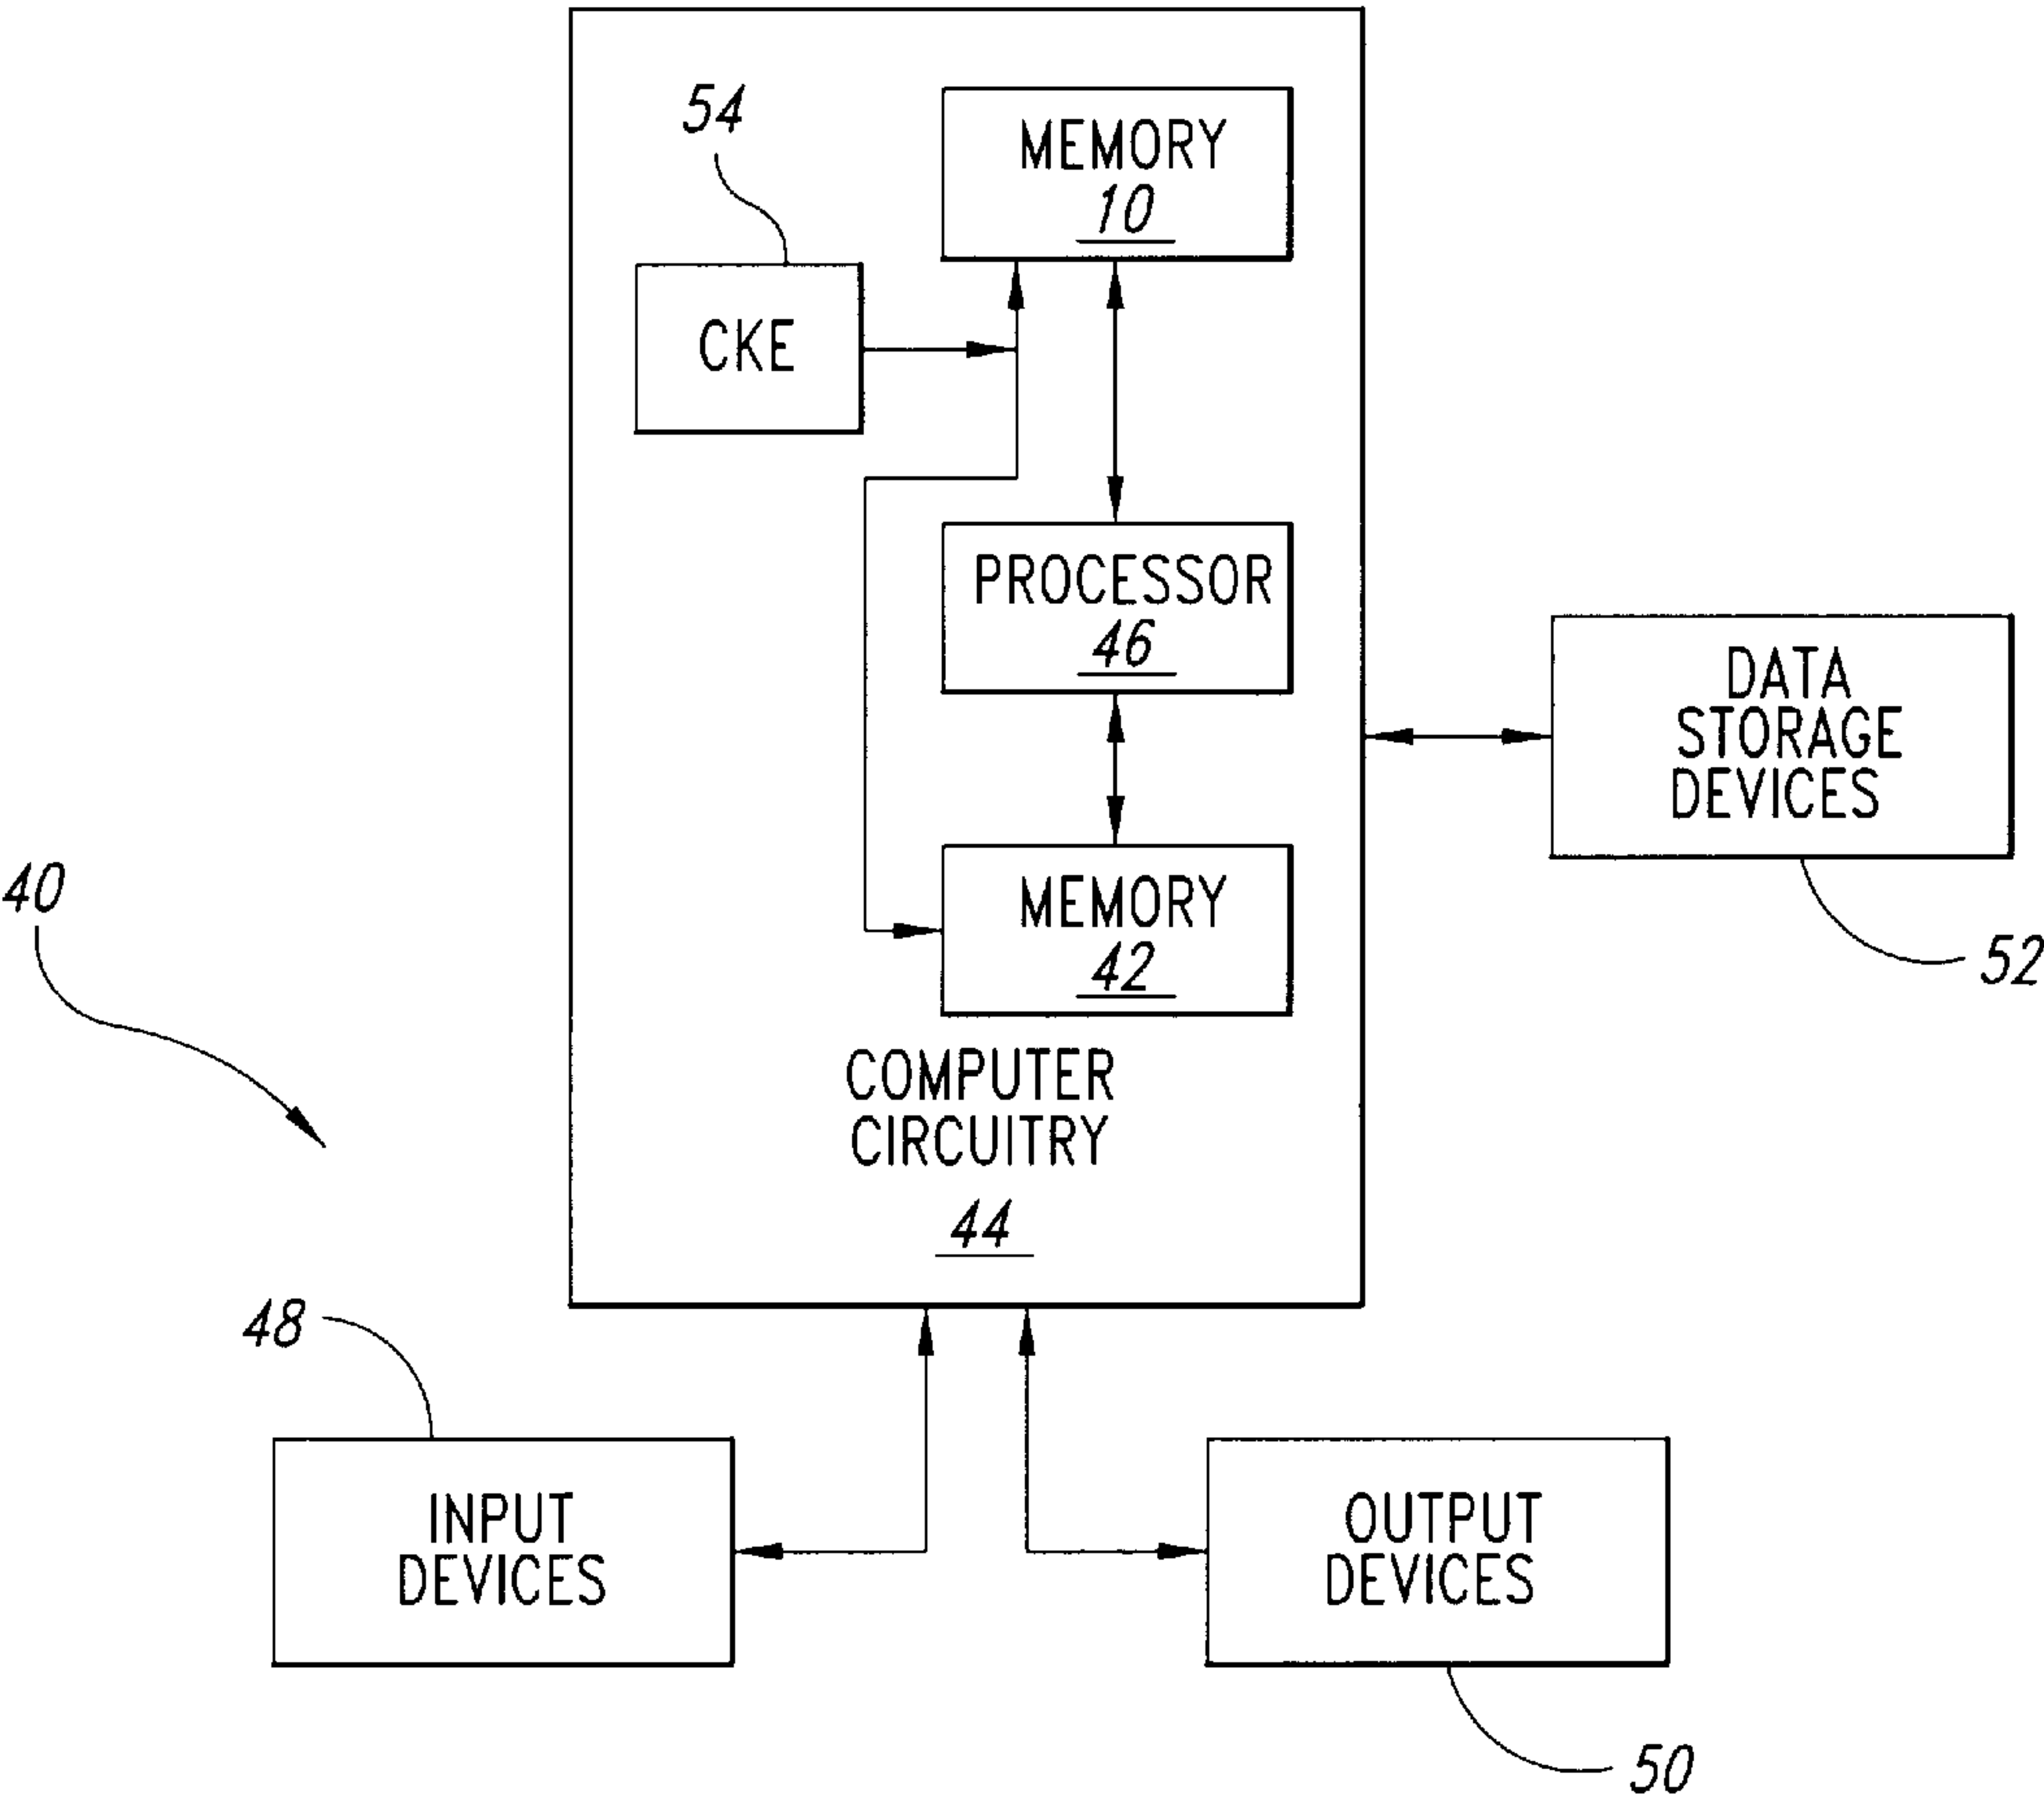 54
MEMORY
10
CKE
PROCESSOR
46
DATA
STORAGE
DEVICES
40
MEMORY
42
52
COMPUTER
CIRCUITRY
44
48
INPUT
DEVICES
OUTPUT
DEVICES
50